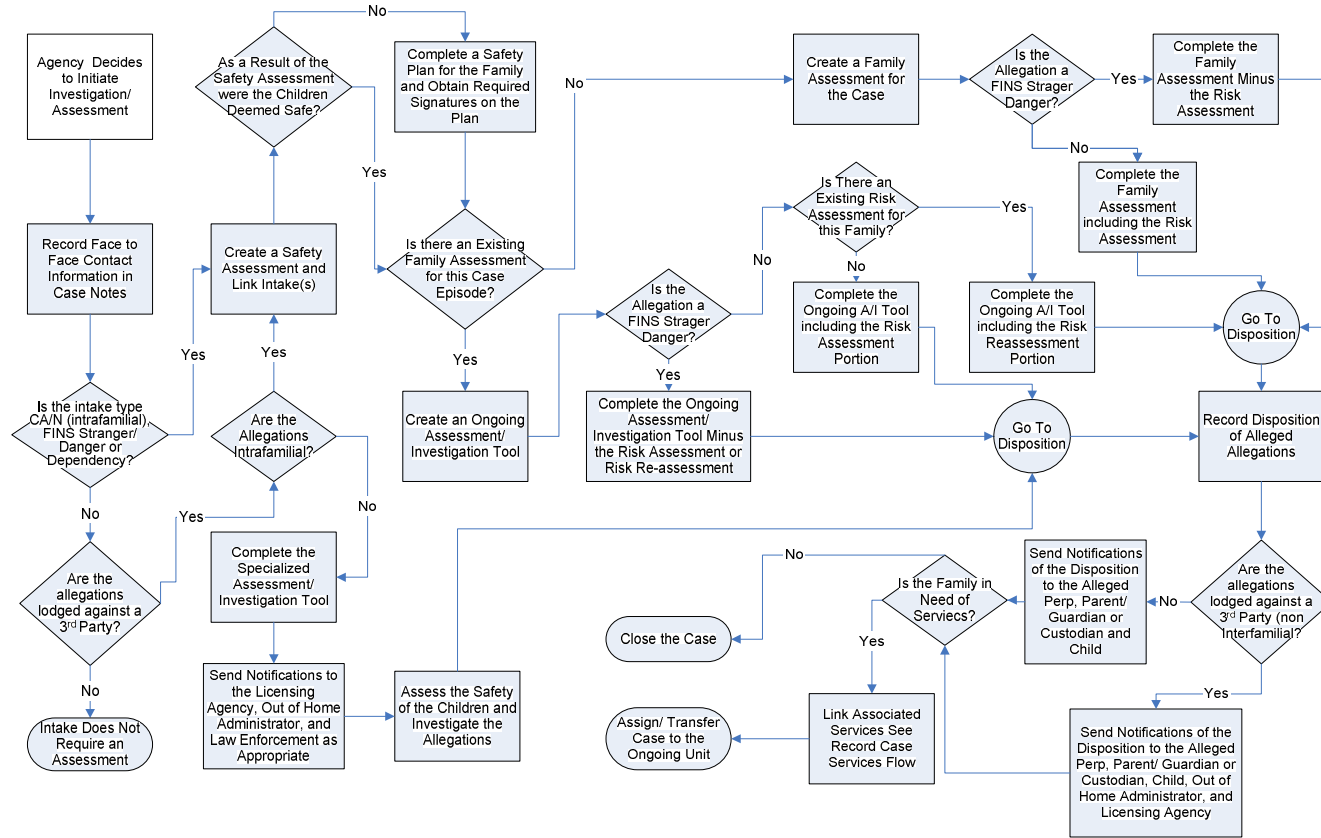 Agency Decides
to Initiate
Investigation/
Assessment
Record Face to
Face Contact
Information in
Case Notes
Is the intake type
CA/N (intrafamilial),
FINS Stranger/
Danger or
Dependency?
Yes
No
Are the
allegations
lodged against a
3rd Party?
Yes
No
Intake Does Not
Require an
Assessment
As a Result of the
Safety Assessment
were the Children
Deemed Safe?
No
Yes
Create a Safety
Assessment and
Link Intake(s)
Yes
Are the
Allegations
Intrafamilial?
No
Complete the
Specialized
Assessment/
Investigation Tool
Send Notifications to
the Licensing
Agency, Out of Home
Administrator, and
Law Enforcement as
Appropriate
Assess the Safety
of the Children and
Investigate the
Allegations
Complete a Safety
Plan for the Family
and Obtain Required
Signatures on the
Plan
Is there an Existing
Family Assessment
for this Case
Episode?
No
Yes
Create an Ongoing
Assessment/
Investigation Tool
Is the
Allegation a
FINS Strager
Danger?
No
Yes
Complete the Ongoing
Assessment/
Investigation Tool Minus
the Risk Assessment or
Risk Re-assessment
Create a Family
Assessment for
the Case
Is the
Allegation a
FINS Strager
Danger?
Yes
No
Complete the
Family
Assessment Minus
the Risk
Assessment
Complete the
Family
Assessment
including the Risk
Assessment
Is There an
Existing Risk
Assessment for
this Family?
Yes
No
Complete the
Ongoing A/I Tool
including the Risk
Assessment
Portion
Complete the
Ongoing A/I Tool
including the Risk
Reassessment
Portion
Go To
Disposition
Go To
Disposition
Record Disposition
of Alleged
Allegations
Are the
allegations
lodged against a
3rd Party (non
Interfamilial?
No
Yes
Send Notifications
of the Disposition
to the Alleged
Perp, Parent/
Guardian or
Custodian and
Child
Send Notifications of the
Disposition to the Alleged
Perp, Parent/ Guardian or
Custodian, Child, Out of
Home Administrator, and
Licensing Agency
Is the Family in
Need of
Serviecs?
No
Yes
Close the Case
Link Associated
Services See
Record Case
Services Flow
Assign/ Transfer
Case to the
Ongoing Unit